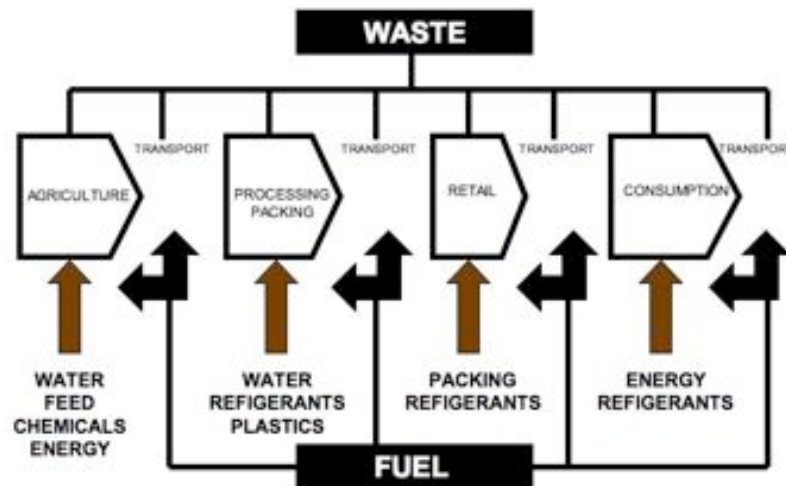 WASTE
TRANSPORT
TRANSPORT
TRANSPORT
TRANSPORT
AGRICULTURE
PROCESSING
PACKING
RETAIL
CONSUMPTION
WATER
FEED
CHEMICALS
ENERGY
WATER
REFIGERANTS
PLASTICS
PACKING
REFIGERANTS
ENERGY
REFIGERANTS
FUEL